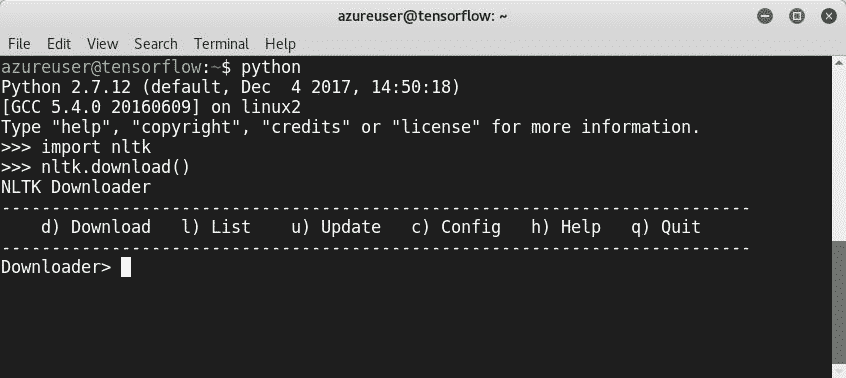 azureuser@tensorflow: ~
File Edit View Search Terminal Help
azureuser@tensorflow:~$ python
Python 2.7.12 (default, Dec  4 2017, 14:50:18)
[GCC 5.4.0 20160609] on linux2
Type "help", "copyright", "credits" or "license" for more information.
>>> import nltk
>>> nltk.download()
NLTK Downloader
---------------------------------------------------------------------------
    d) Download   l) List    u) Update   c) Config   h) Help   q) Quit
---------------------------------------------------------------------------
Downloader>